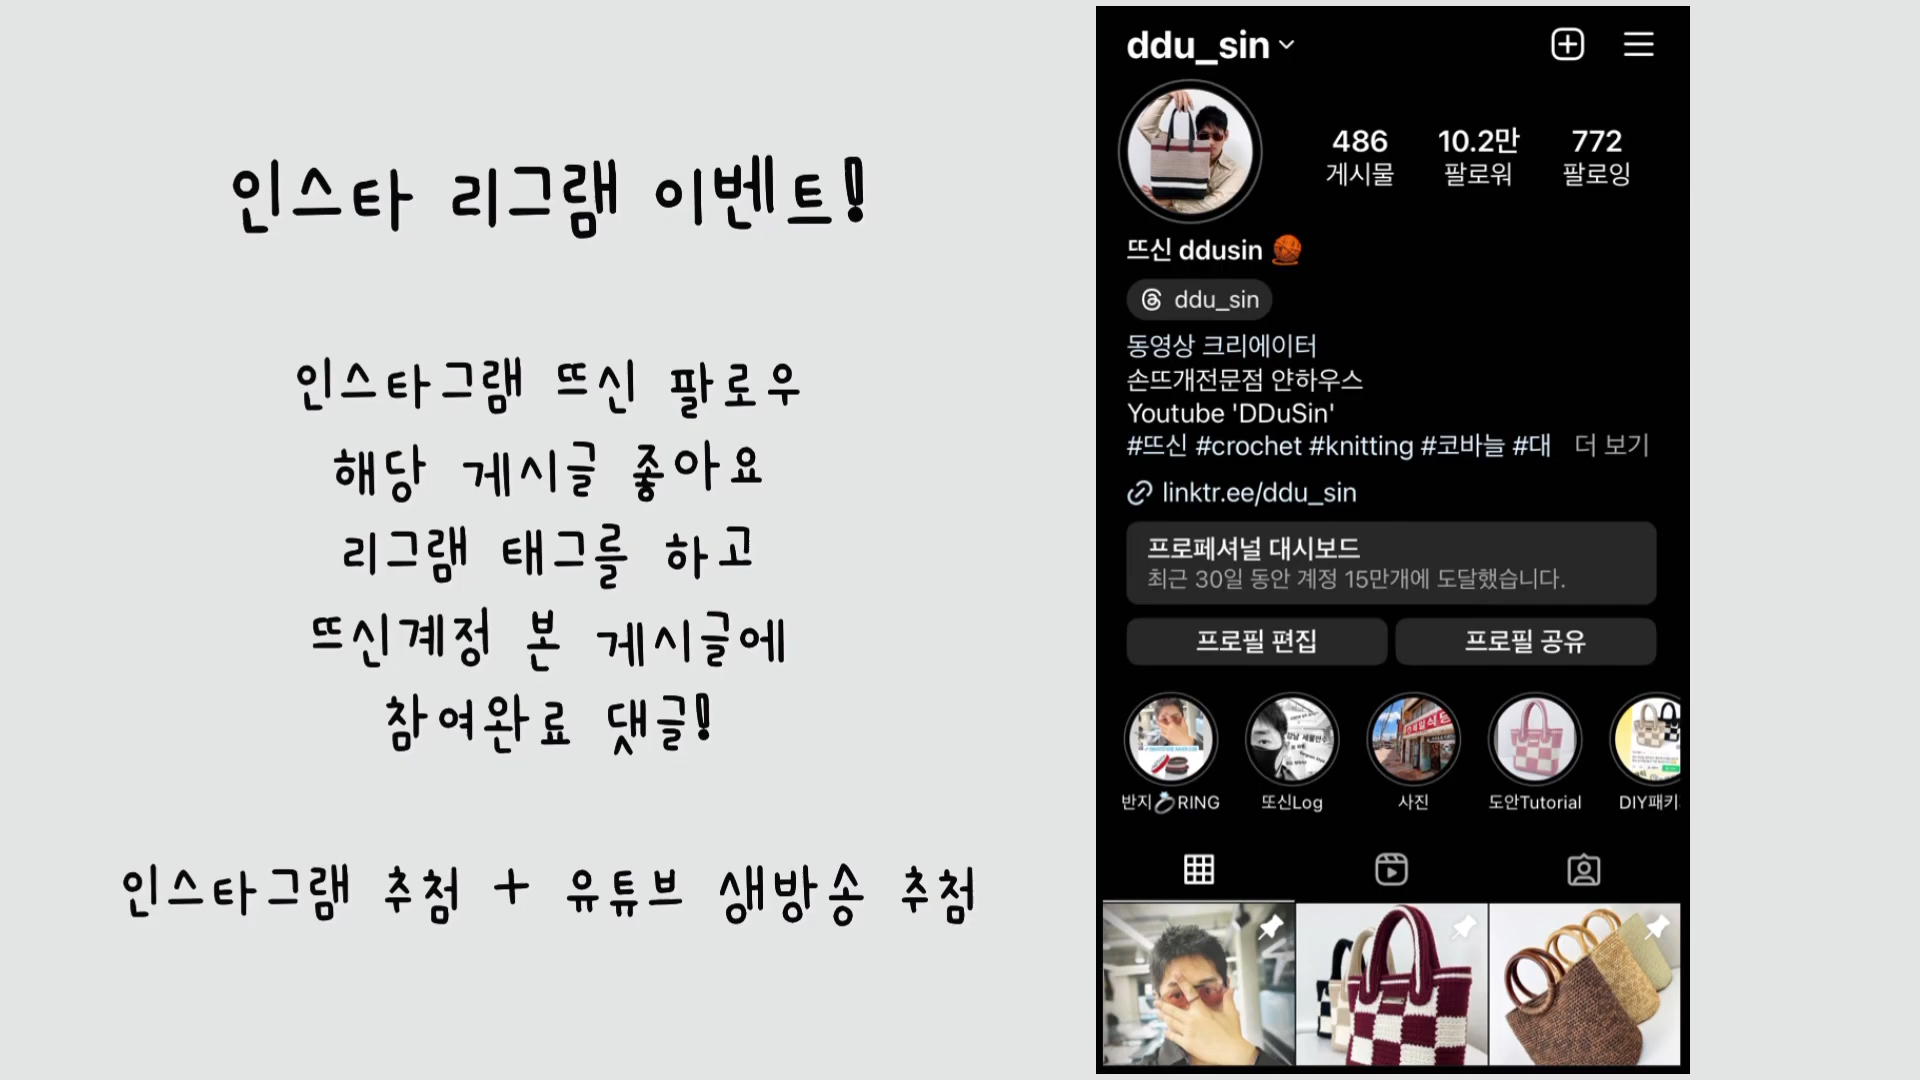 인스타 리그램 이벤트!
인스타그램 뜨신 팔로우
해당 게시글 좋아요
리그램 태그를 하고
뜨신계정 본 게시글에
참여완료 댓글!
인스타그램 추첨 + 유튜브 생방송 추첨
ddu_sin
486 10.2만 772
게시물 팔로워 팔로잉
뜨신 ddusin
ddu_sin
동영상 크리에이터
손뜨개전문점 얀하우스
Youtube 'DDuSin'
#뜨신 #crochet #knitting #코바늘 #대 더 보기
linktr.ee/ddu_sin
프로페셔널 대시보드
최근 30일 동안 계정 15만개에 도달했습니다.
프로필 편집 프로필 공유
반지💍RING 또신Log 사진 도안Tutorial DIY패키